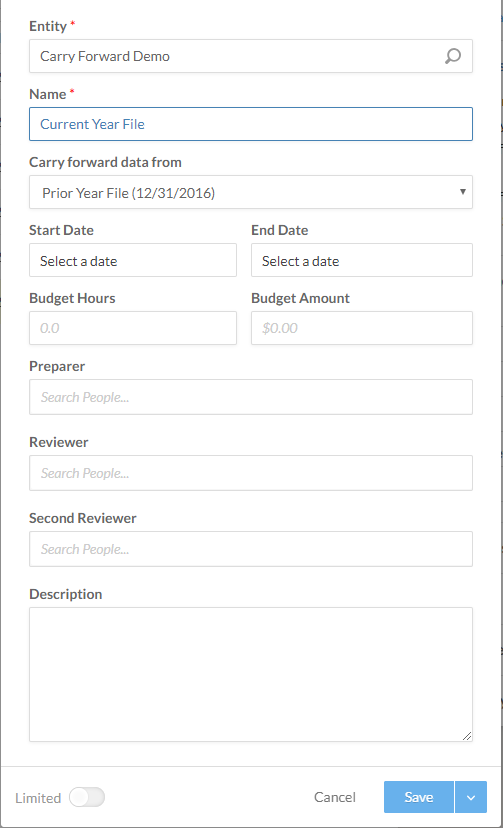 Entity *
Carry Forward Demo
Name *
Current Year File
Carry forward data from
Prior Year File (12/31/2016)
Start Date End Date
Select a date Select a date
Budget Hours Budget Amount
0.0 $0.00
Preparer
Search People...
Reviewer
Search People...
Second Reviewer
Search People...
Description
Limited Cancel Save